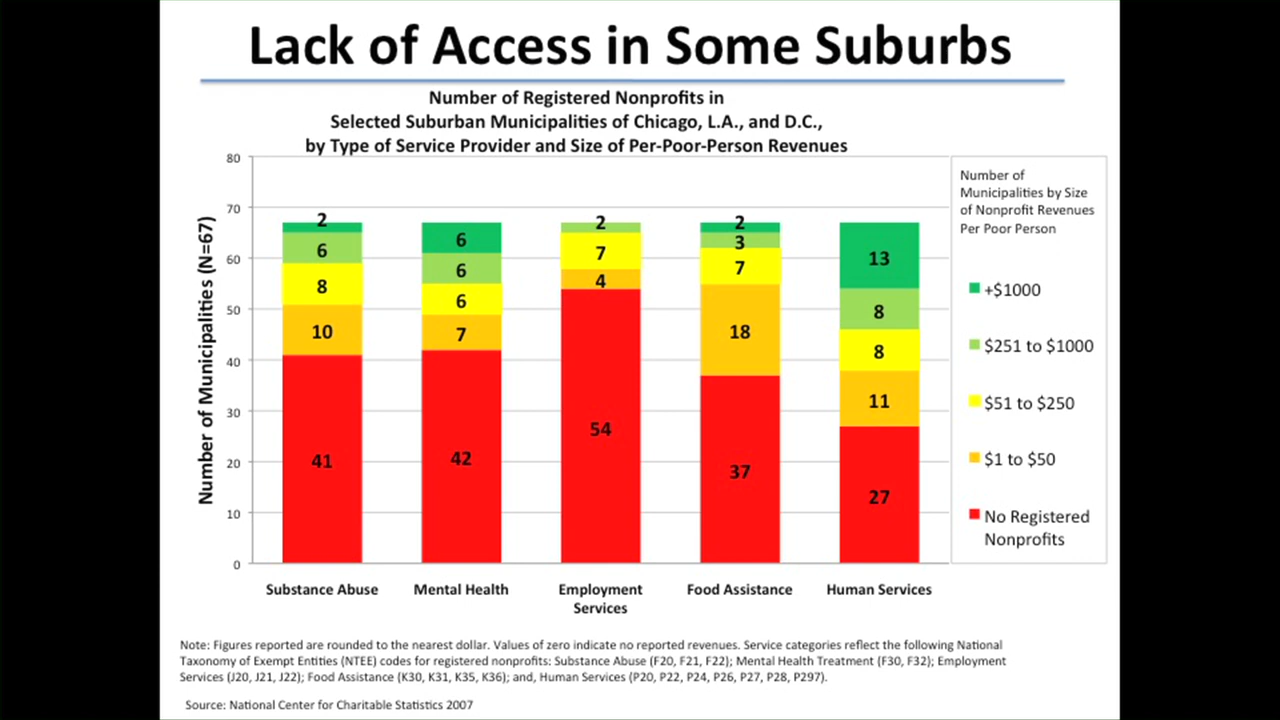 Lack of Access in Some Suburbs
Number of Registered Nonprofits in
Selected Suburban Municipalities of Chicago, L.A., and D.C.,
by Type of Service Provider and Size of Per-Poor-Person Revenues
Number of Municipalities (N=67)
80
70
60
50
40
30
20
10
0
2
6
8
10
41
6
6
6
7
42
2
7
4
54
2
3
7
18
37
13
8
8
11
27
Substance Abuse
Mental Health
Employment
Services
Food Assistance
Human Services
Number of
Municipalities by Size
of Nonprofit Revenues
Per Poor Person
+$1000
$251 to $1000
$51 to $250
$1 to $50
No Registered
Nonprofits
Note: Figures reported are rounded to the nearest dollar. Values of zero indicate no reported revenues. Service categories reflect the following National
Taxonomy of Exempt Entities (NTEE) codes for registered nonprofits: Substance Abuse (F20, F21, F22); Mental Health Treatment (F30, F32); Employment
Services (J20, J21, J22); Food Assistance (K30, K31, K35, K36); and, Human Services (P20, P22, P24, P26, P27, P28, P297).
Source: National Center for Charitable Statistics 2007